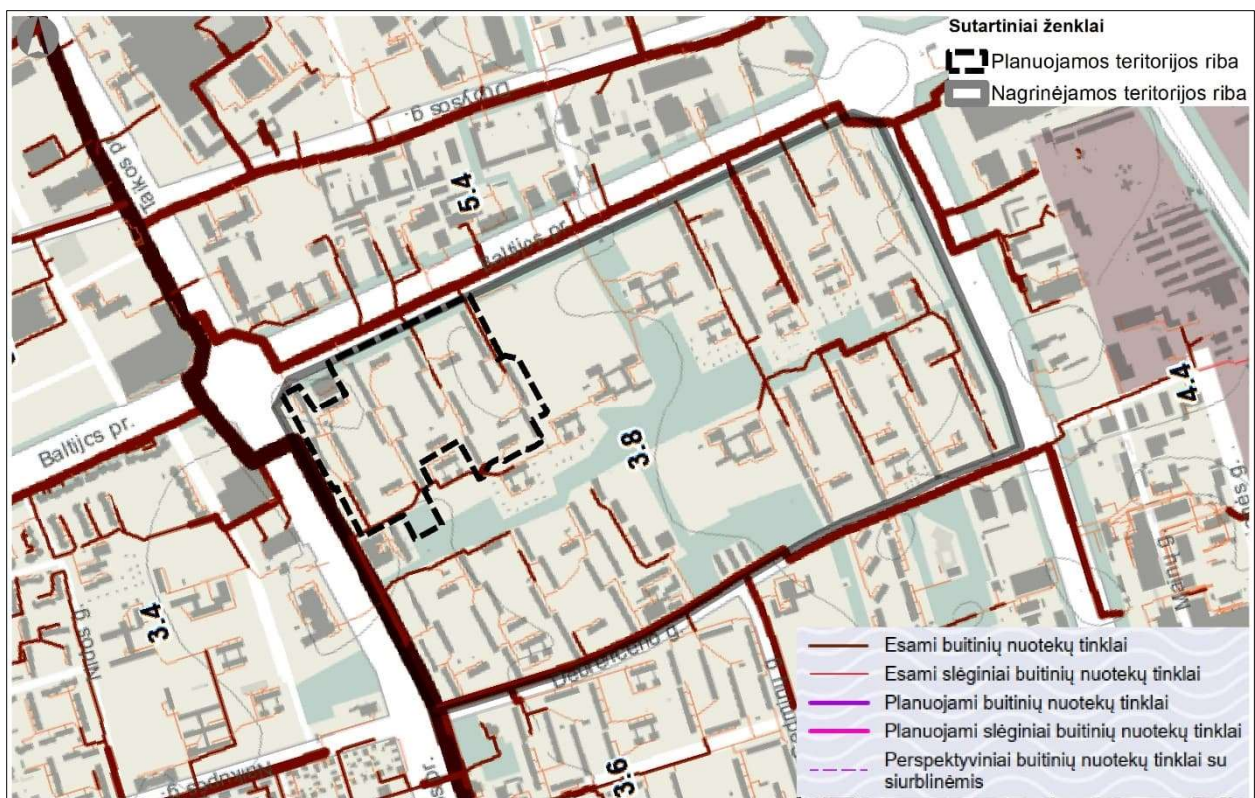 Sutartiniai ženklai
Planuojamos teritorijos riba
Nagrinėjamos teritorijos riba
Dubysos g.
Taikos pr.
5.4
Baltijos pr.
4.4
Baltijos pr.
3.8
3.4
Nidos g.
Debreceno g.
3.6
Esami buitinių nuotekų tinklai
Esami slėginiai buitinių nuotekų tinklai
Planuojami buitinių nuotekų tinklai
Planuojami slėginiai buitinių nuotekų tinklai
Perspektyviniai buitinių nuotekų tinklai su
siurblinėmis